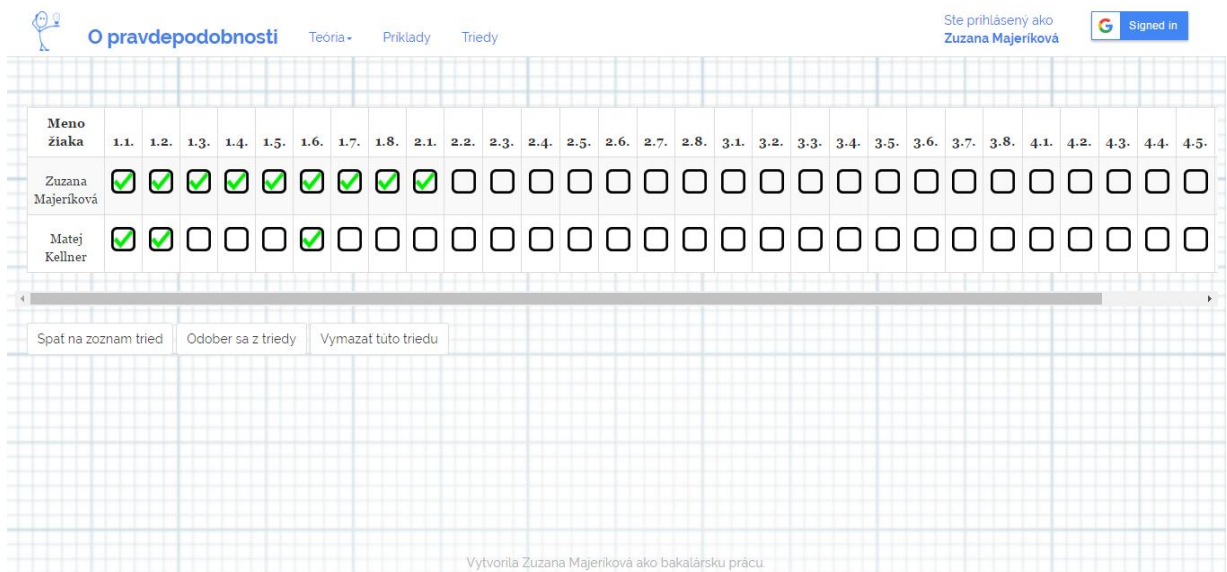 O pravdepodobnosti Teória Príklady Triedy
Ste prihlásený ako
Zuzana Majeríková
Signed in
Meno
žiaka 1.1. 1.2. 1.3. 1.4. 1.5. 1.6. 1.7. 1.8. 2.1. 2.2. 2.3. 2.4. 2.5. 2.6. 2.7. 2.8. 3.1. 3.2. 3.3. 3.4. 3.5. 3.6. 3.7. 3.8. 4.1. 4.2. 4.3. 4.4. 4.5.
Zuzana
Majeríková
Matej
Kellner
Spať na zoznam tried Odober sa z triedy Vymazať túto triedu
Vytvorila Zuzana Majeríková ako bakalársku prácu.